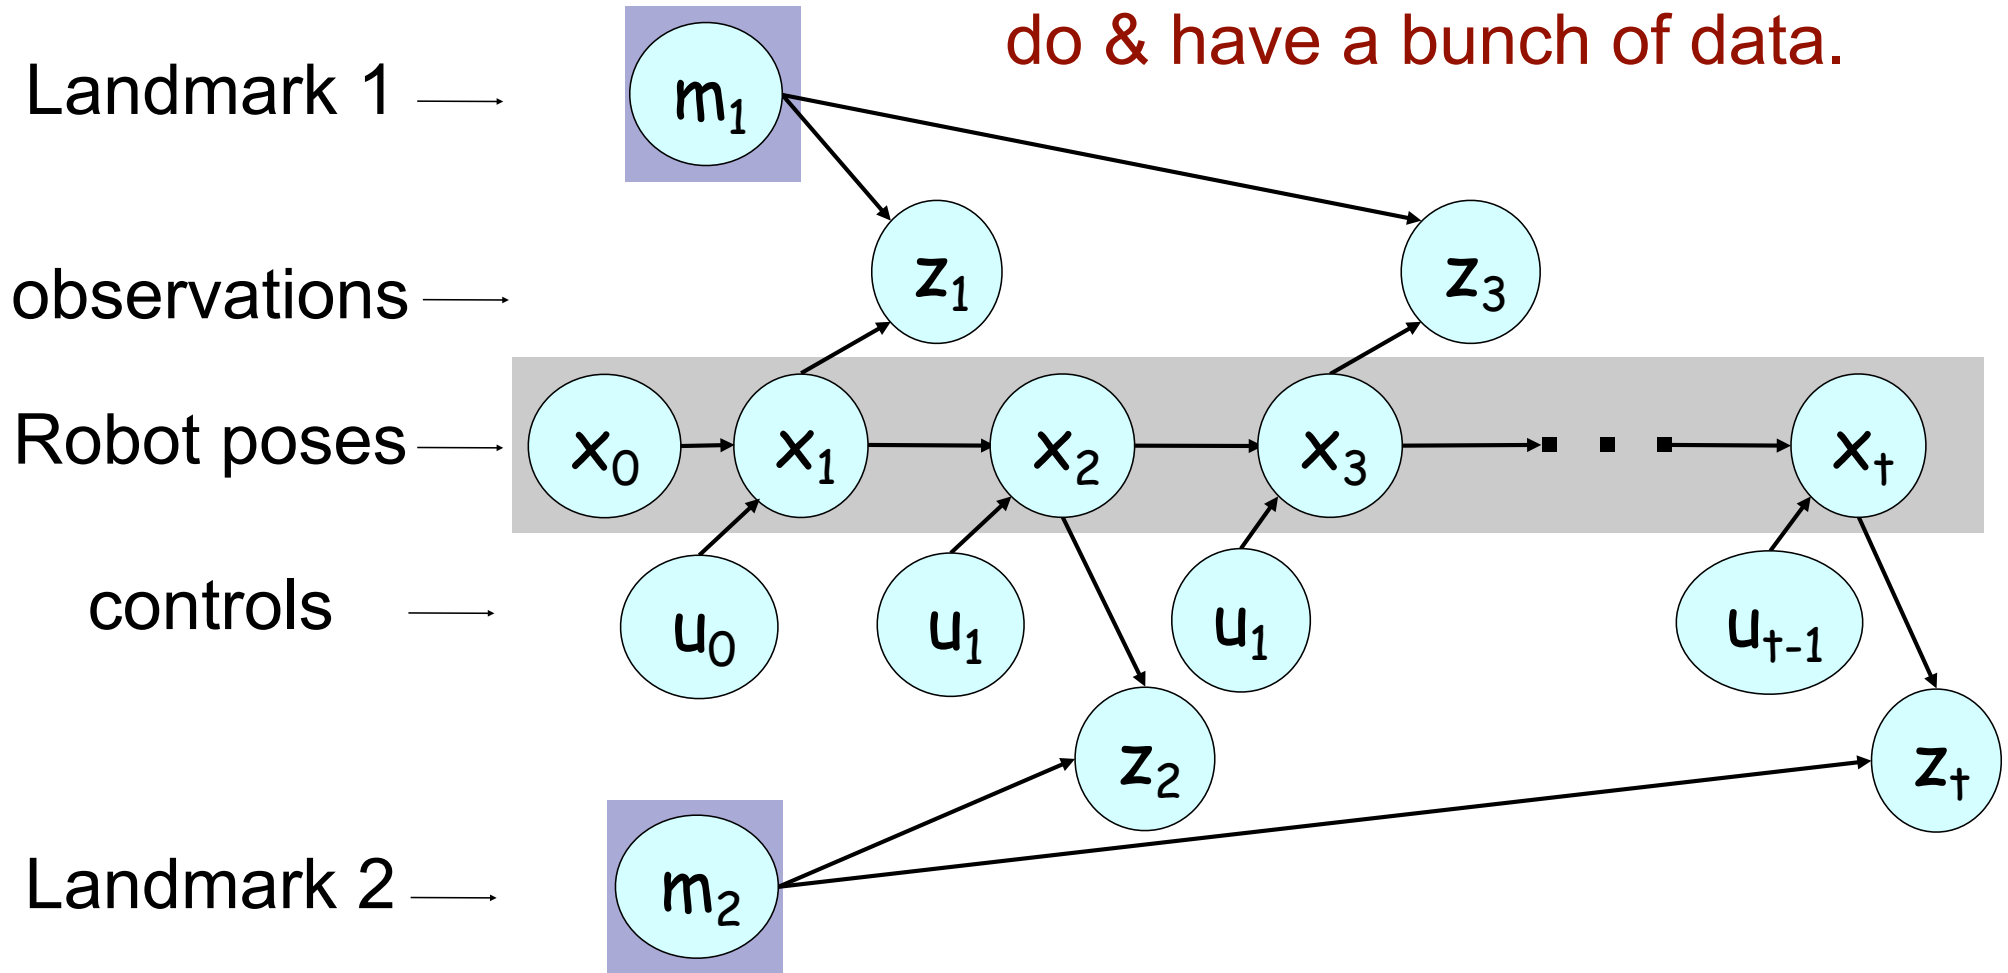 do & have a bunch of data.
Landmark 1
m1
observations
z1
z3
Robot poses
x0
x1
x2
x3
. . .
xt
controls
u0
u1
u1
ut-1
z2
zt
Landmark 2
m2